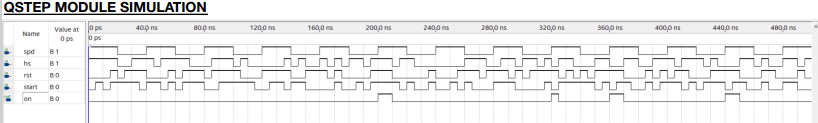 QSTEP MODULE SIMULATION
Name Value at 0 ps
0 ps 40,0 ns 80,0 ns 120,0 ns 160,0 ns 200,0 ns 240,0 ns 280,0 ns 320,0 ns 360,0 ns 400,0 ns 440,0 ns 480,0 ns
0 ps
spd B 1
hs B 1
rst B 0
start B 0
on B 0